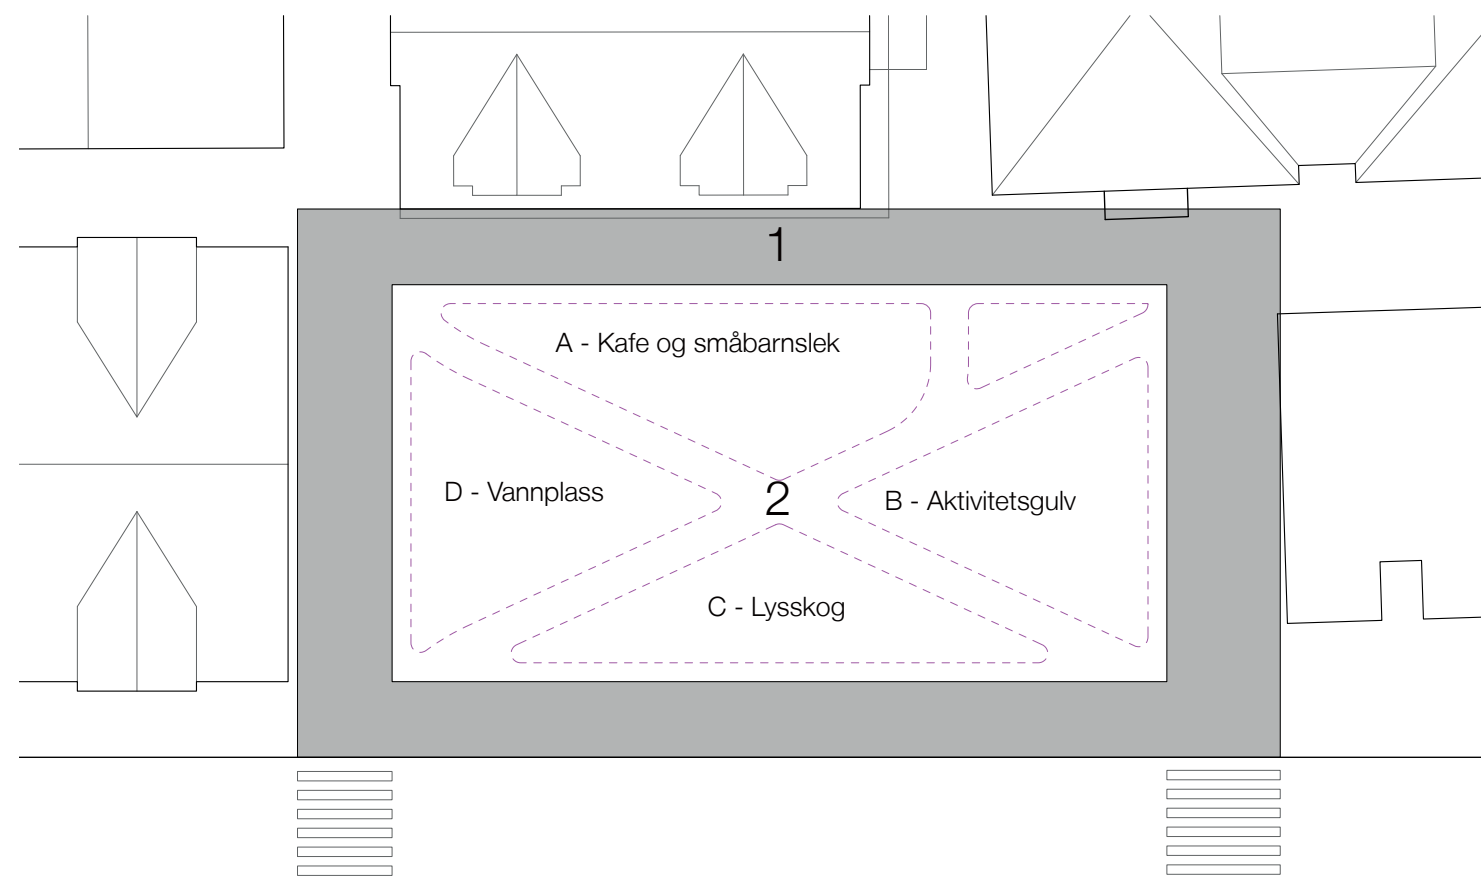 1
A - Kafe og småbarnslek
D - Vannplass
2
B - Aktivitetsgulv
C - Lysskog